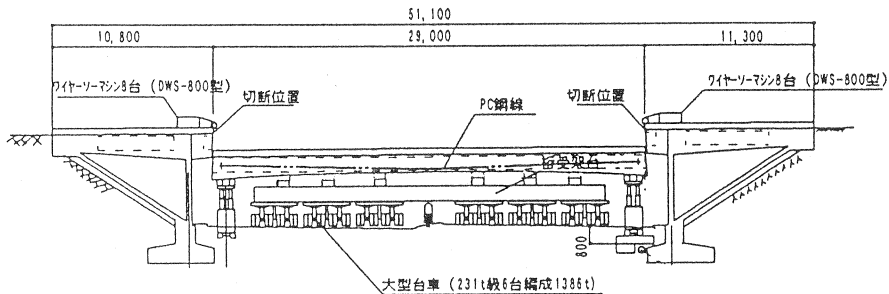 51,100
10,800
29,000
11,300
ワイヤーソーマシン8台 (DWS-800型)
切断位置
PC鋼線
切断位置
ワイヤーソーマシン8台 (DWS-800型)
受架台
800
大型台車 (231t級6台編成1386t)